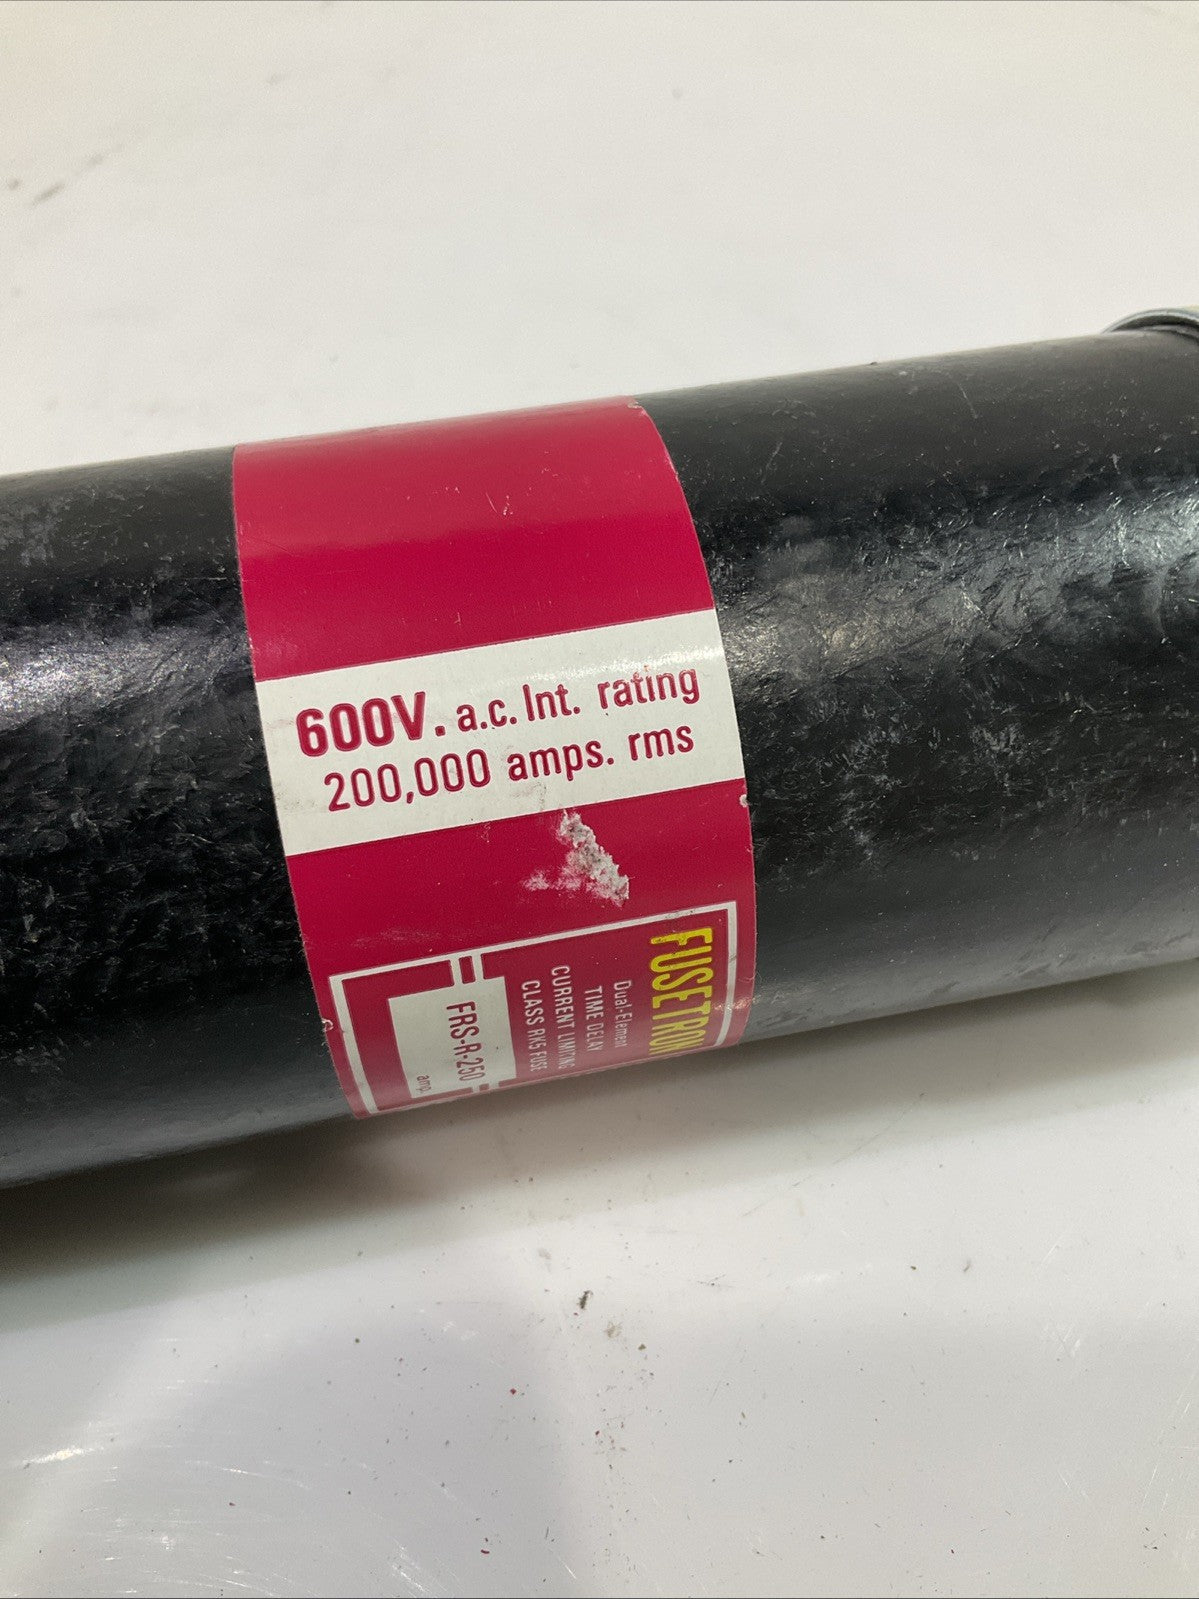 600V. a.c. Int. rating
200,000 amps. rms
FUSETRON
Dual-Element
TIME DELAY
CURRENT LIMITING
CLASS RK5 FUSE
FRS-R-250
amp.